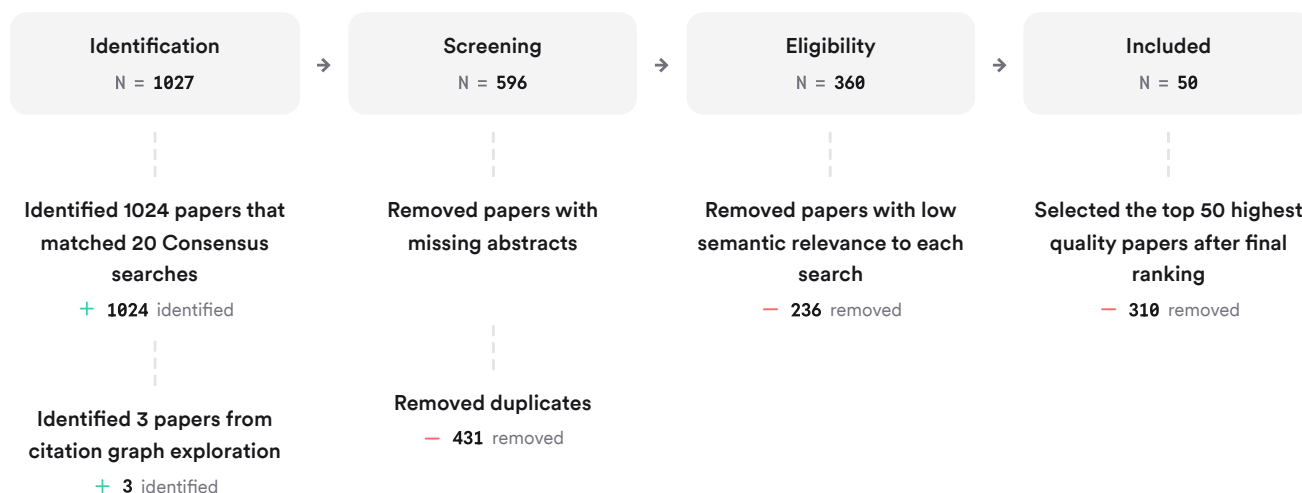 Identification
N = 1027
Screening
N = 596
Eligibility
N = 360
Included
N = 50
Identified 1024 papers that
matched 20 Consensus
searches
+ 1024 identified
Identified 3 papers from
citation graph exploration
+ 3 identified
Removed papers with
missing abstracts
Removed duplicates
− 431 removed
Removed papers with low
semantic relevance to each
search
− 236 removed
Selected the top 50 highest
quality papers after final
ranking
− 310 removed